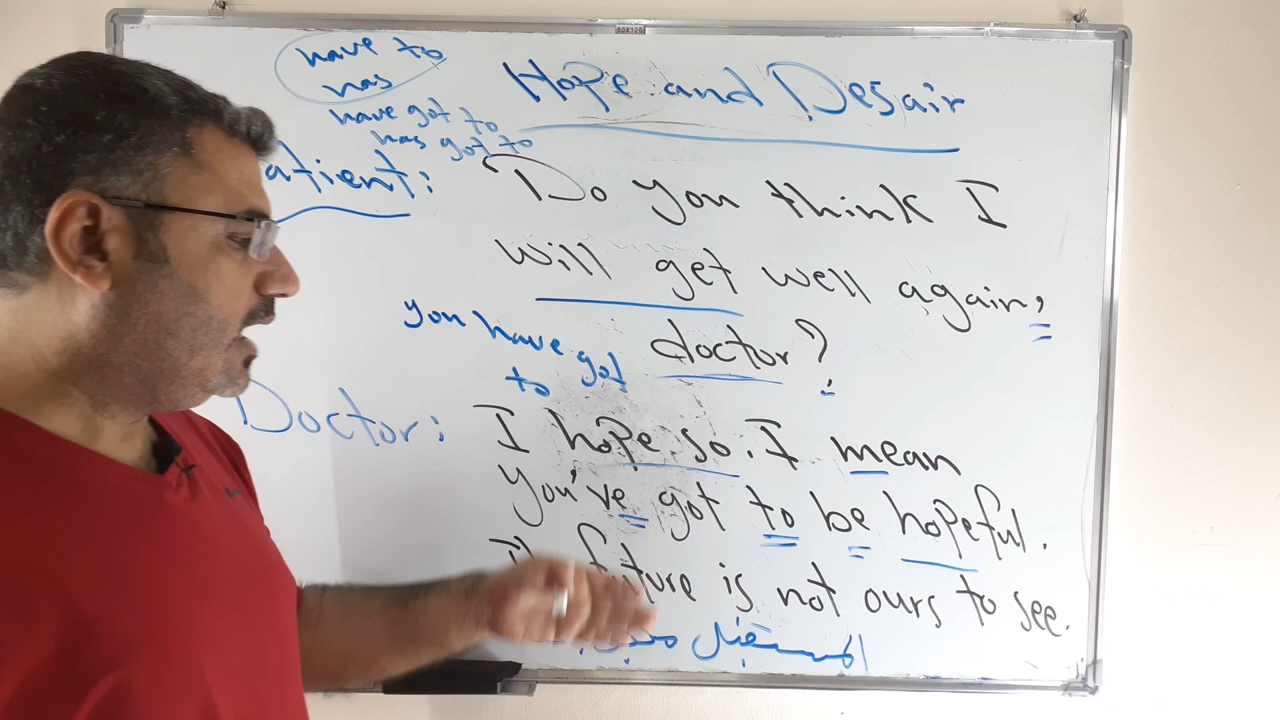 60X120
have to
has
have got to
has got to
Hope and Desair
atient:
"Do you think I
will get well again,
doctor?
you have got
to
Doctor:
I hope so. I mean
You've got to be hopeful.
future is not ours to see.
المستقبل